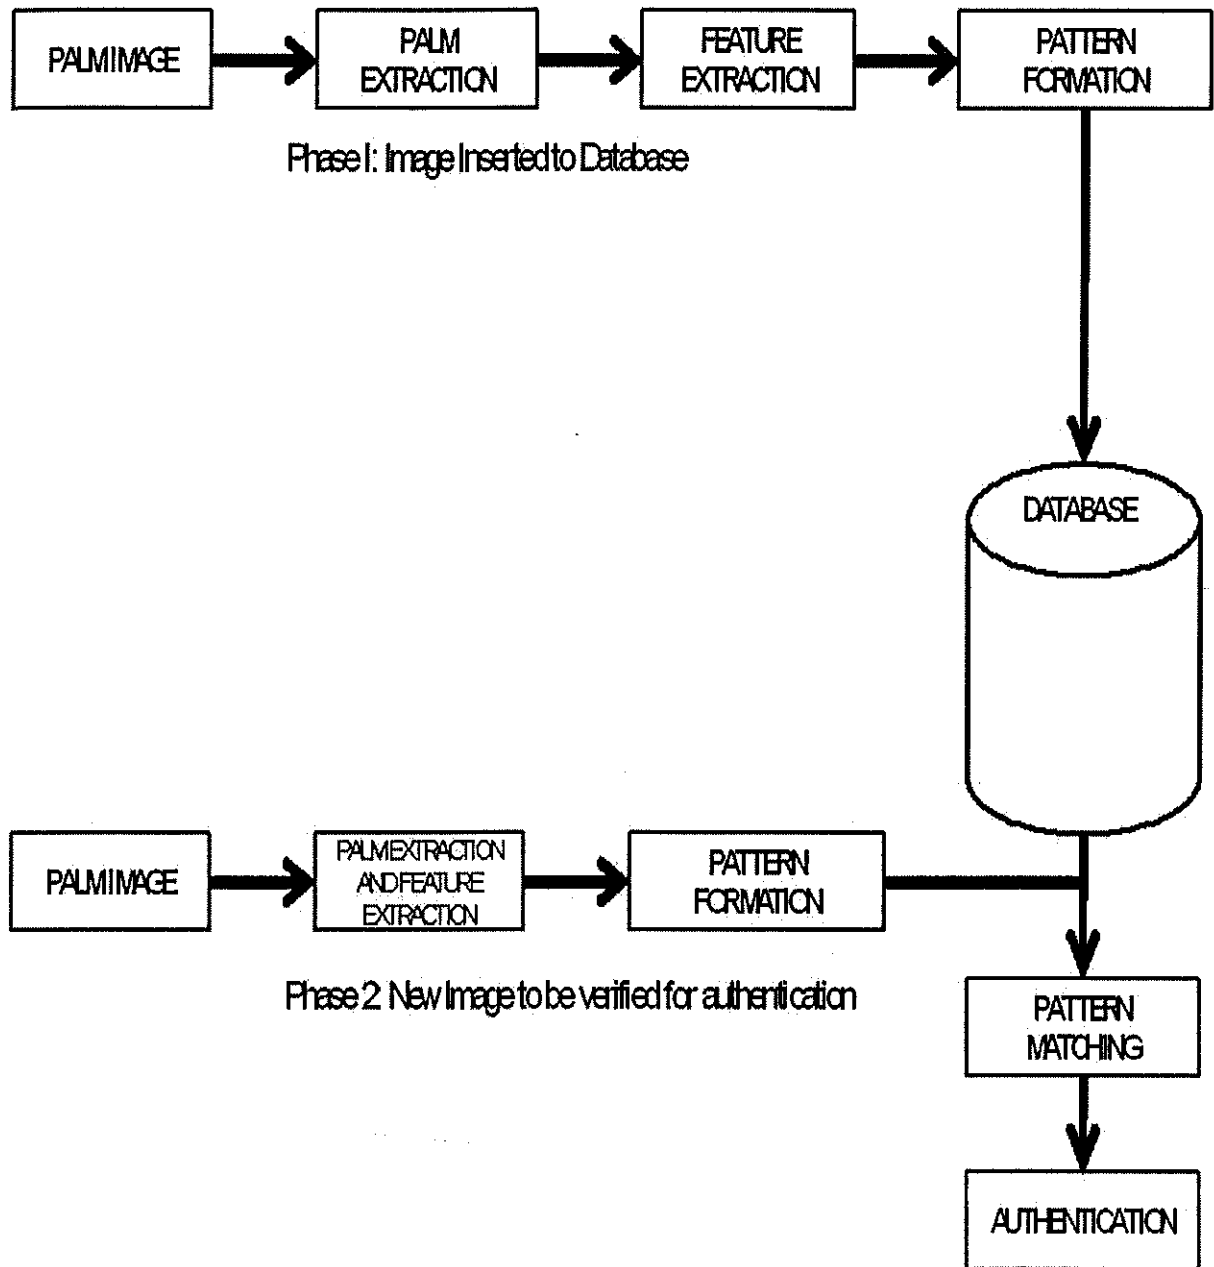 PALM IMAGE
PALM
EXTRACTION
FEATURE
EXTRACTION
PATTERN
FORMATION
Phase I: Image Inserted to Database
DATABASE
PALM IMAGE
PALM EXTRACTION
AND FEATURE
EXTRACTION
PATTERN
FORMATION
Phase 2: New Image to be verified for authentication
PATTERN
MATCHING
AUTHENTICATION